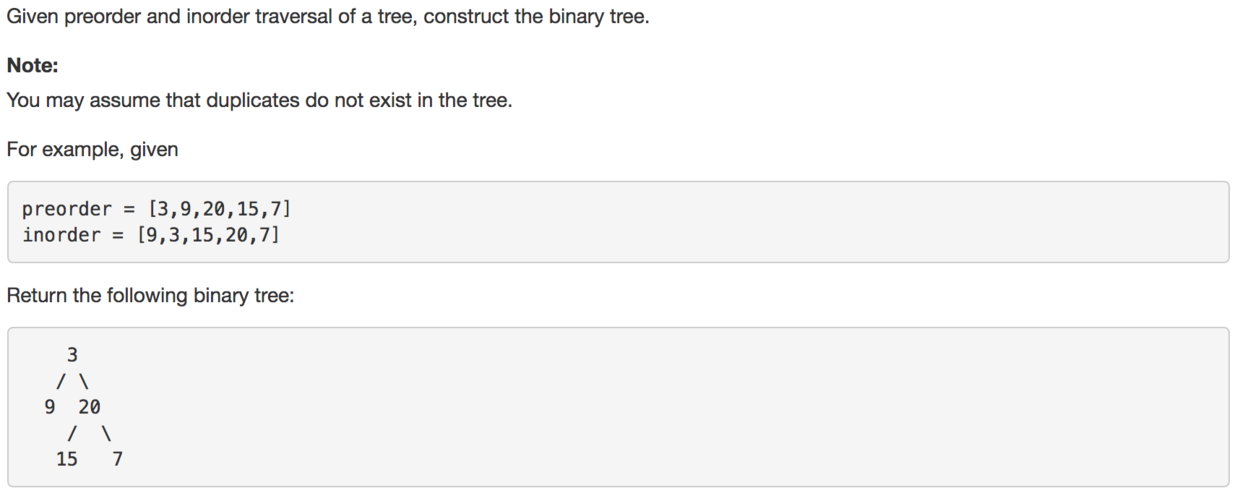 Given preorder and inorder traversal of a tree, construct the binary tree.
Note:
You may assume that duplicates do not exist in the tree.
For example, given
preorder = [3,9,20,15,7]
inorder = [9,3,15,20,7]
Return the following binary tree:
    3
   / \
  9  20
    /  \
   15   7